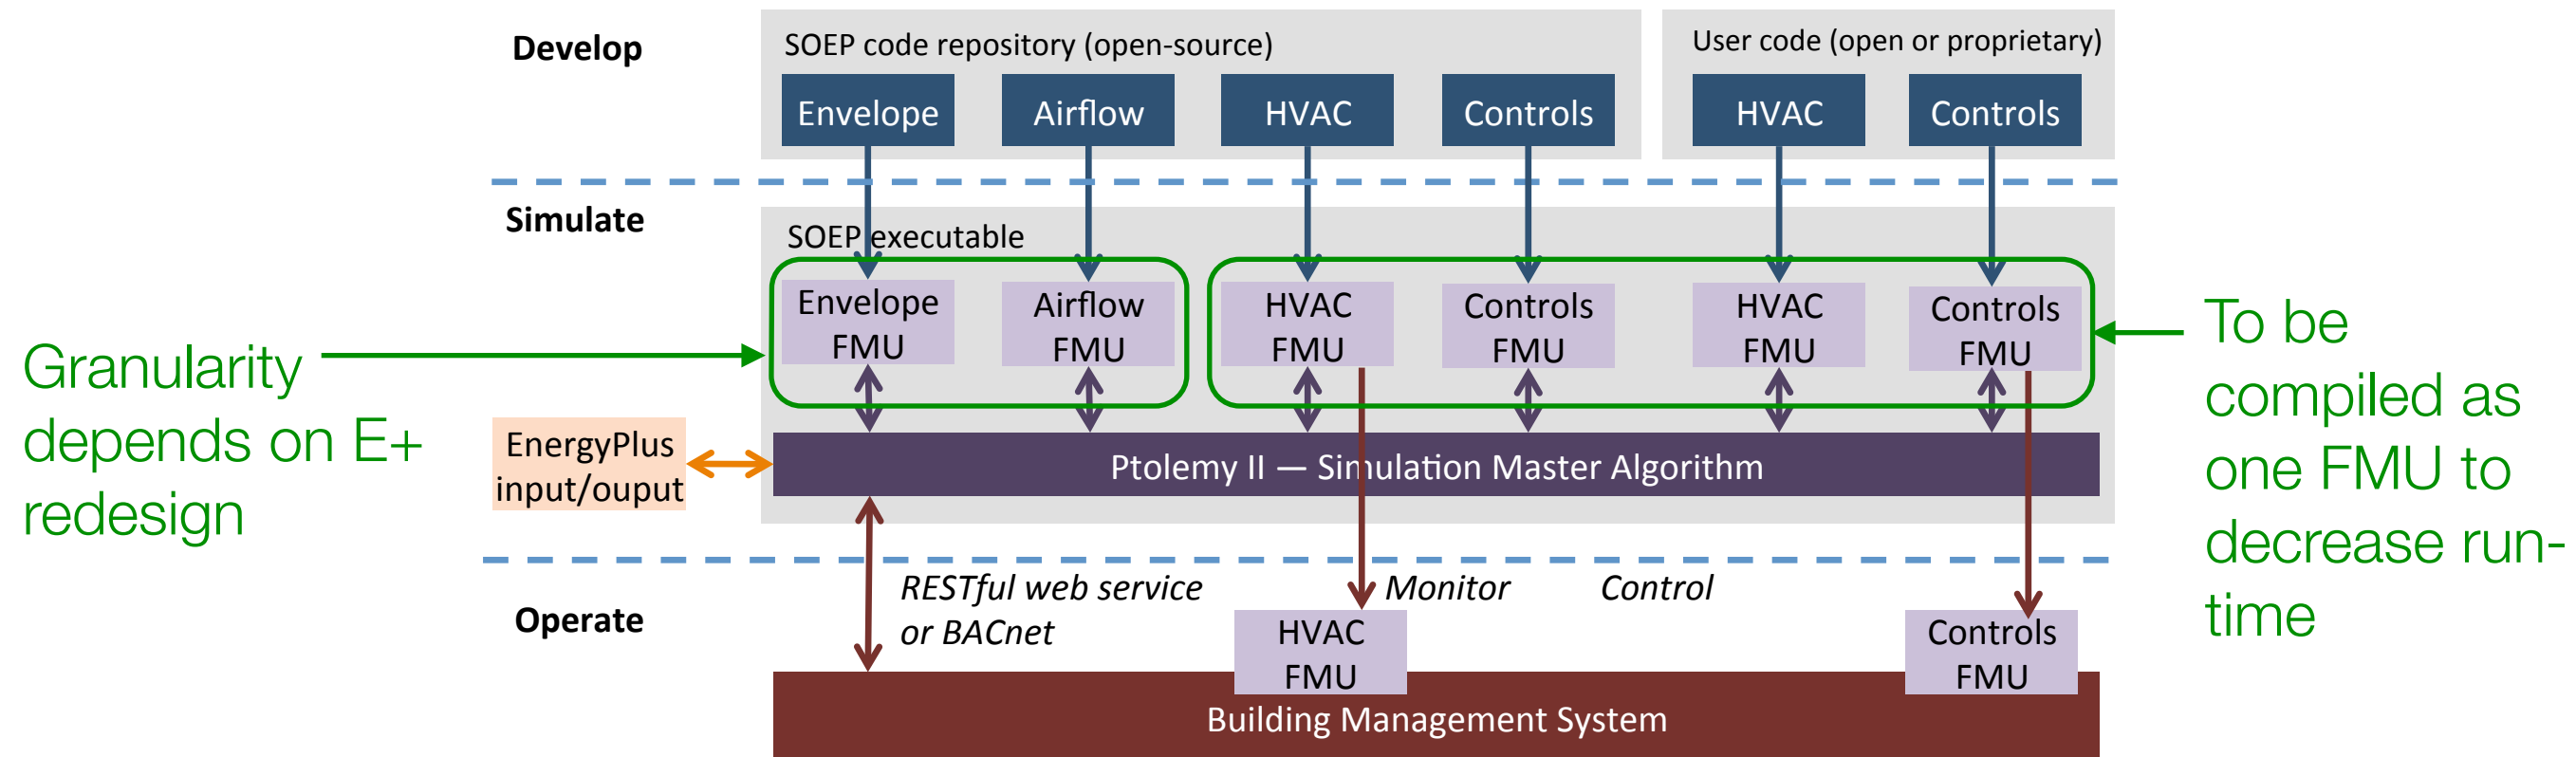 Develop
SOEP code repository (open-source)
User code (open or proprietary)
Envelope
Airflow
HVAC
Controls
HVAC
Controls
Simulate
SOEP executable
Envelope
FMU
Airflow
FMU
HVAC
FMU
Controls
FMU
HVAC
FMU
Controls
FMU
Granularity
depends on E+
redesign
To be
compiled as
one FMU to
decrease run-
time
EnergyPlus
input/ouput
Ptolemy II — Simulation Master Algorithm
Operate
RESTful web service
or BACnet
Monitor
Control
HVAC
FMU
Controls
FMU
Building Management System